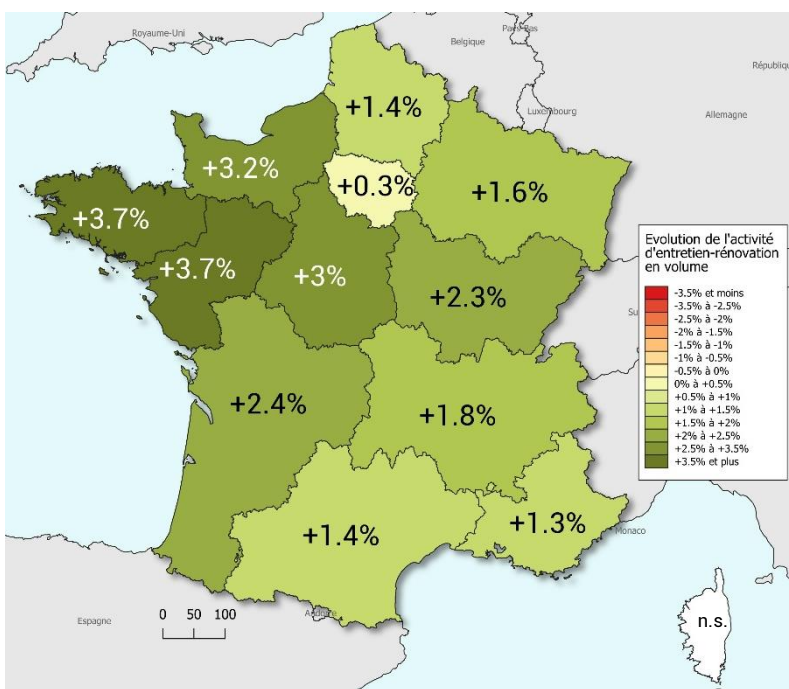 Royaume-Uni
Belgique
Pays-Bas
République
Luxembourg
Allemagne
+1.4%
+3.2%
+0.3%
+1.6%
+3.7%
+3.7%
+3%
+2.3%
Evolution de l'activité
d'entretien-rénovation
en volume
-3.5% et moins
-3.5% à -2.5%
-2.5% à -2%
-2% à -1.5%
-1.5% à -1%
-1% à -0.5%
-0.5% à 0%
0% à +0.5%
+0.5% à +1%
+1% à +1.5%
+1.5% à +2%
+2% à +2.5%
+2.5% à +3.5%
+3.5% et plus
Su
+2.4%
+1.8%
+1.4%
+1.3%
Monaco
Espagne
0 50 100
Andorre
n.s.